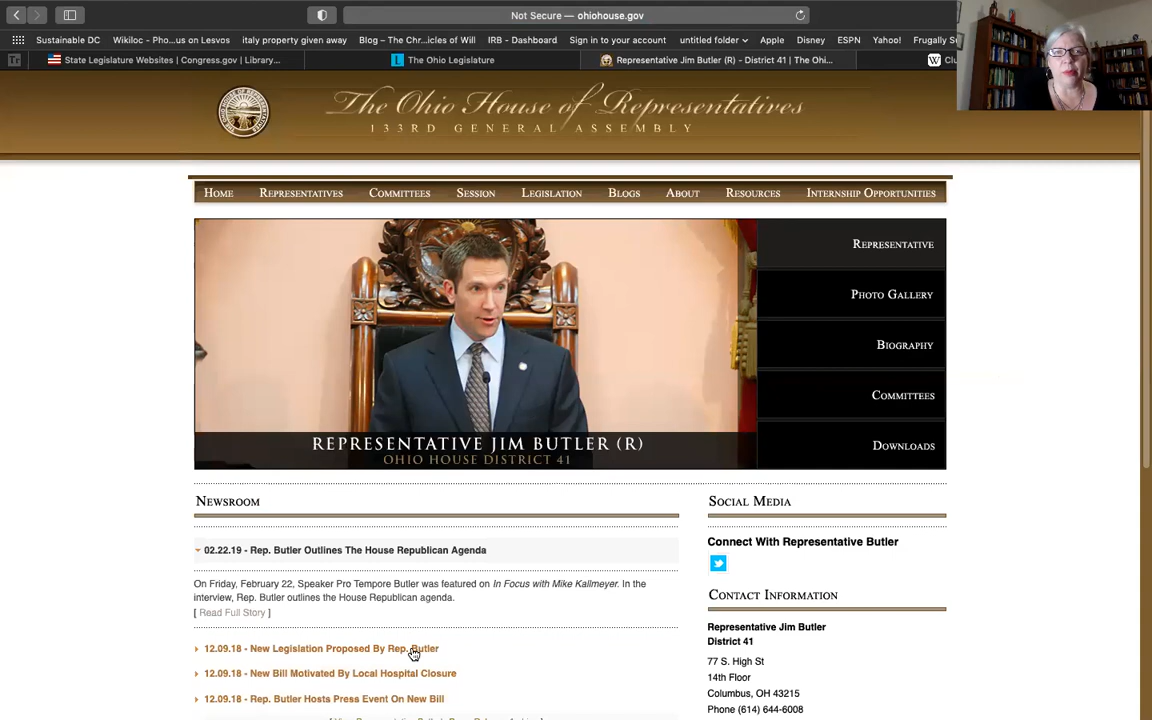 Not Secure — ohiohouse.gov
Sustainable DC Wikiloc - Pho...us on Lesvos italy property given away Blog – The Chr...icles of Will IRB - Dashboard Sign in to your account untitled folder Apple Disney ESPN Yahoo! Frugally S
State Legislature Websites | Congress.gov | Library... The Ohio Legislature Representative Jim Butler (R) - District 41 | The Ohi...
The Ohio House of Representatives
133RD GENERAL ASSEMBLY
HOME REPRESENTATIVES COMMITTEES SESSION LEGISLATION BLOGS ABOUT RESOURCES INTERNSHIP OPPORTUNITIES
REPRESENTATIVE
PHOTO GALLERY
BIOGRAPHY
COMMITTEES
DOWNLOADS
REPRESENTATIVE JIM BUTLER (R)
OHIO HOUSE DISTRICT 41
NEWSROOM
02.22.19 - Rep. Butler Outlines The House Republican Agenda
On Friday, February 22, Speaker Pro Tempore Butler was featured on In Focus with Mike Kallmeyer. In the
interview, Rep. Butler outlines the House Republican agenda.
[ Read Full Story ]
12.09.18 - New Legislation Proposed By Rep. Butler
12.09.18 - New Bill Motivated By Local Hospital Closure
12.09.18 - Rep. Butler Hosts Press Event On New Bill
SOCIAL MEDIA
Connect With Representative Butler
CONTACT INFORMATION
Representative Jim Butler
District 41
77 S. High St
14th Floor
Columbus, OH 43215
Phone (614) 644-6008